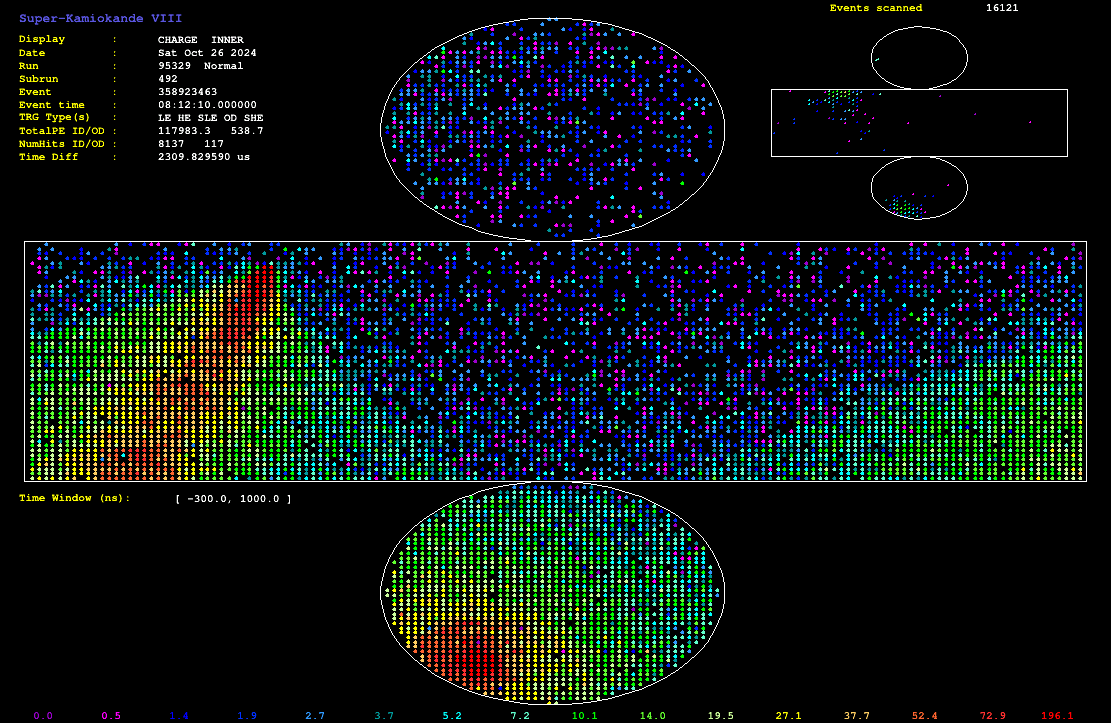 Super-Kamiokande VIII
Events scanned 16121
Display : CHARGE INNER
Date : Sat Oct 26 2024
Run : 95329 Normal
Subrun : 492
Event : 358923463
Event time : 08:12:10.000000
TRG Type(s) : LE HE SLE OD SHE
TotalPE ID/OD : 117983.3 538.7
NumHits ID/OD : 8137 117
Time Diff : 2309.829590 us
Time Window (ns): [ -300.0, 1000.0 ]
0.0 0.5 1.4 1.9 2.7 3.7 5.2 7.2 10.1 14.0 19.5 27.1 37.7 52.4 72.9 196.1